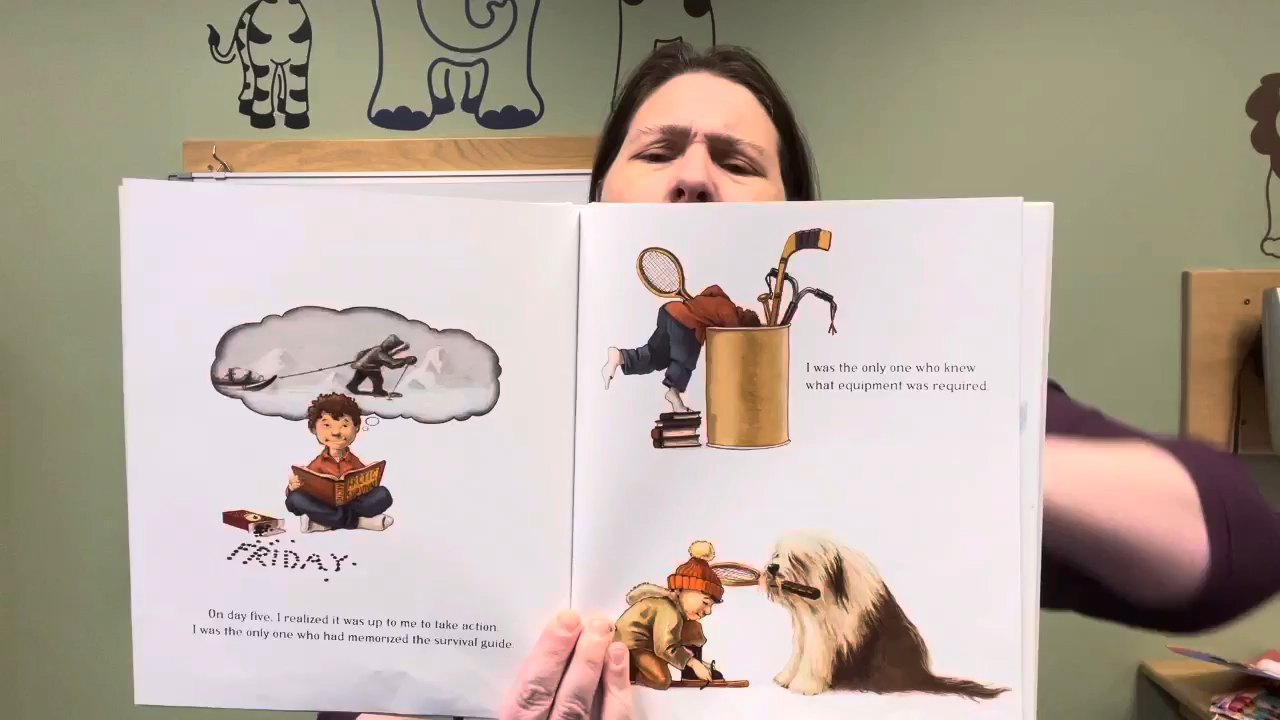 FRIDAY
On day five, I realized it was up to me to take action.
I was the only one who had memorized the survival guide.
I was the only one who knew
what equipment was required.